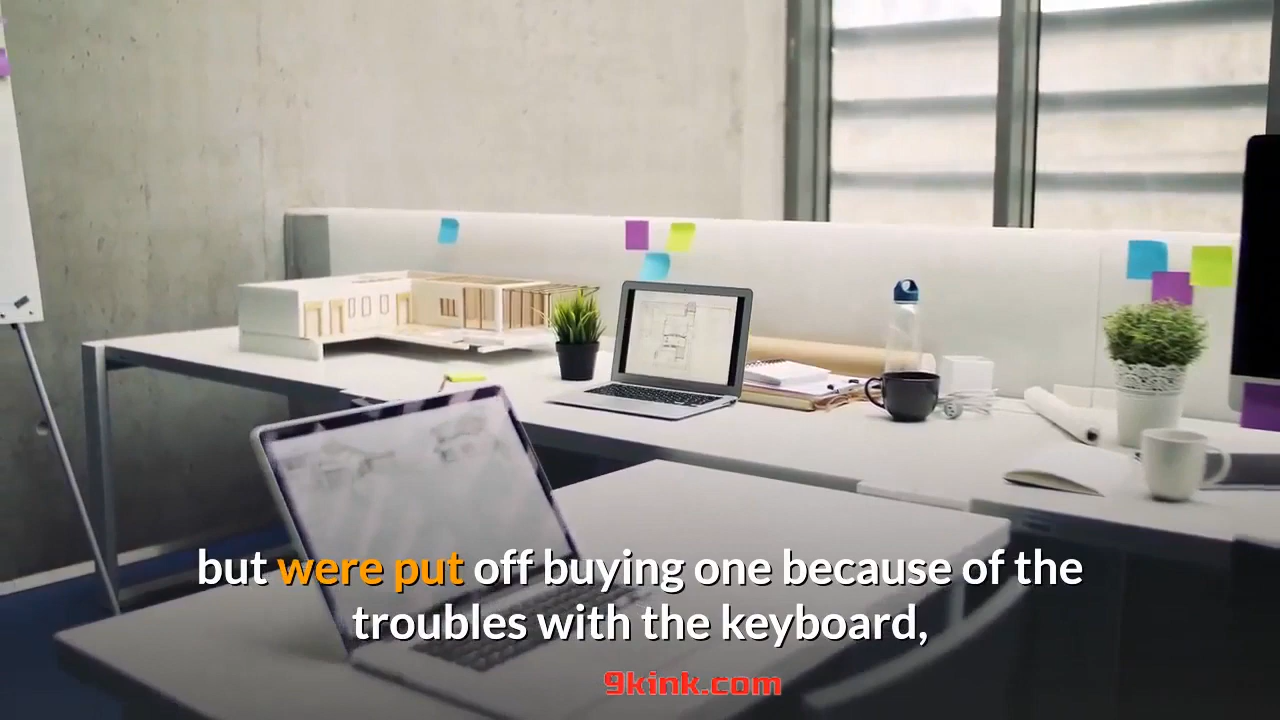 but were put off buying one because of the
troubles with the keyboard,
9kink.com